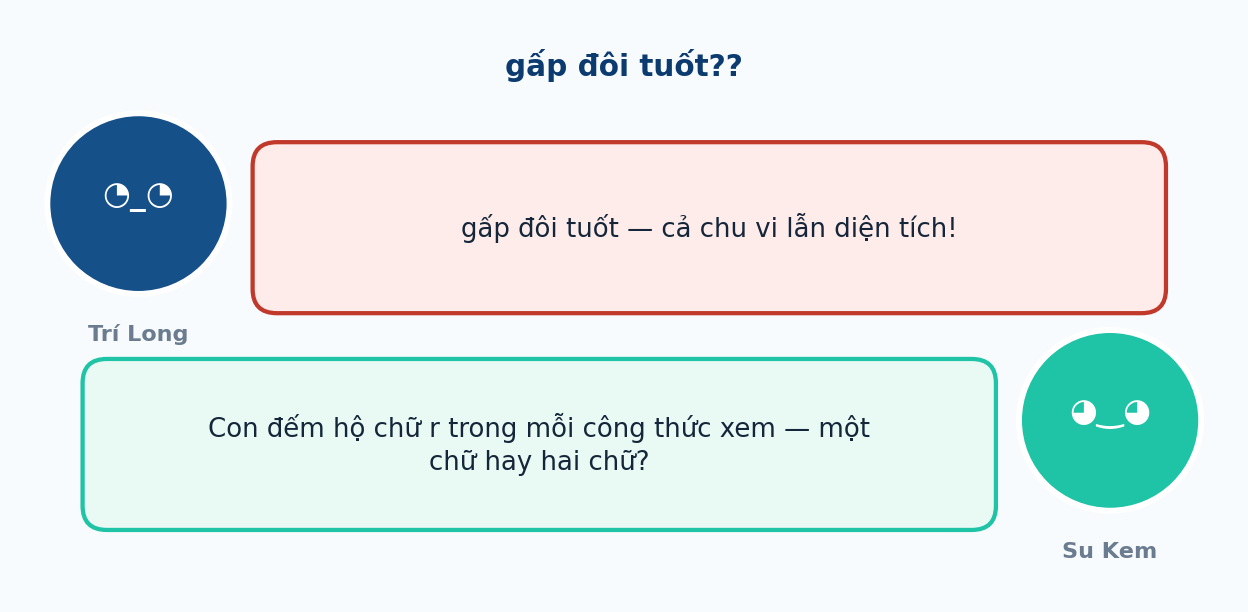 gấp đôi tuốt??
gấp đôi tuốt — cả chu vi lẫn diện tích!
Trí Long
Con đếm hộ chữ r trong mỗi công thức xem — một
chữ hay hai chữ?
Su Kem